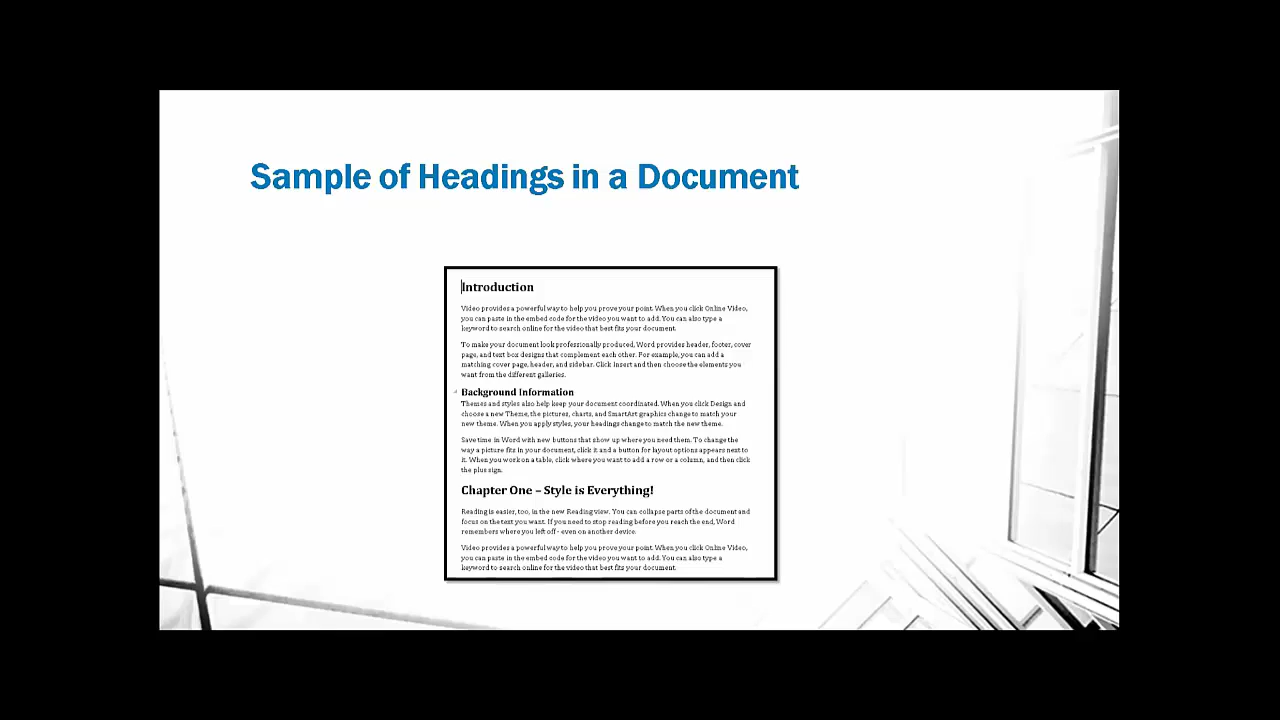 Sample of Headings in a Document
Introduction
Video provides a powerful way to help you prove your point. When you click Online Video,
you can paste in the embed code for the video you want to add. You can also type a
keyword to search online for the video that best fits your document.
To make your document look professionally produced, Word provides header, footer, cover
page, and text box designs that complement each other. For example, you can add a
matching cover page, header, and sidebar. Click Insert and then choose the elements you
want from the different galleries.
Background Information
Themes and styles also help keep your document coordinated. When you click Design and
choose a new Theme, the pictures, charts, and SmartArt graphics change to match your
new theme. When you apply styles, your headings change to match the new theme.
Save time in Word with new buttons that show up where you need them. To change the
way a picture fits in your document, click it and a button for layout options appears next to
it. When you work on a table, click where you want to add a row or a column, and then click
the plus sign.
Chapter One – Style is Everything!
Reading is easier, too, in the new Reading view. You can collapse parts of the document and
focus on the text you want. If you need to stop reading before you reach the end, Word
remembers where you left off - even on another device.
Video provides a powerful way to help you prove your point. When you click Online Video,
you can paste in the embed code for the video you want to add. You can also type a
keyword to search online for the video that best fits your document.